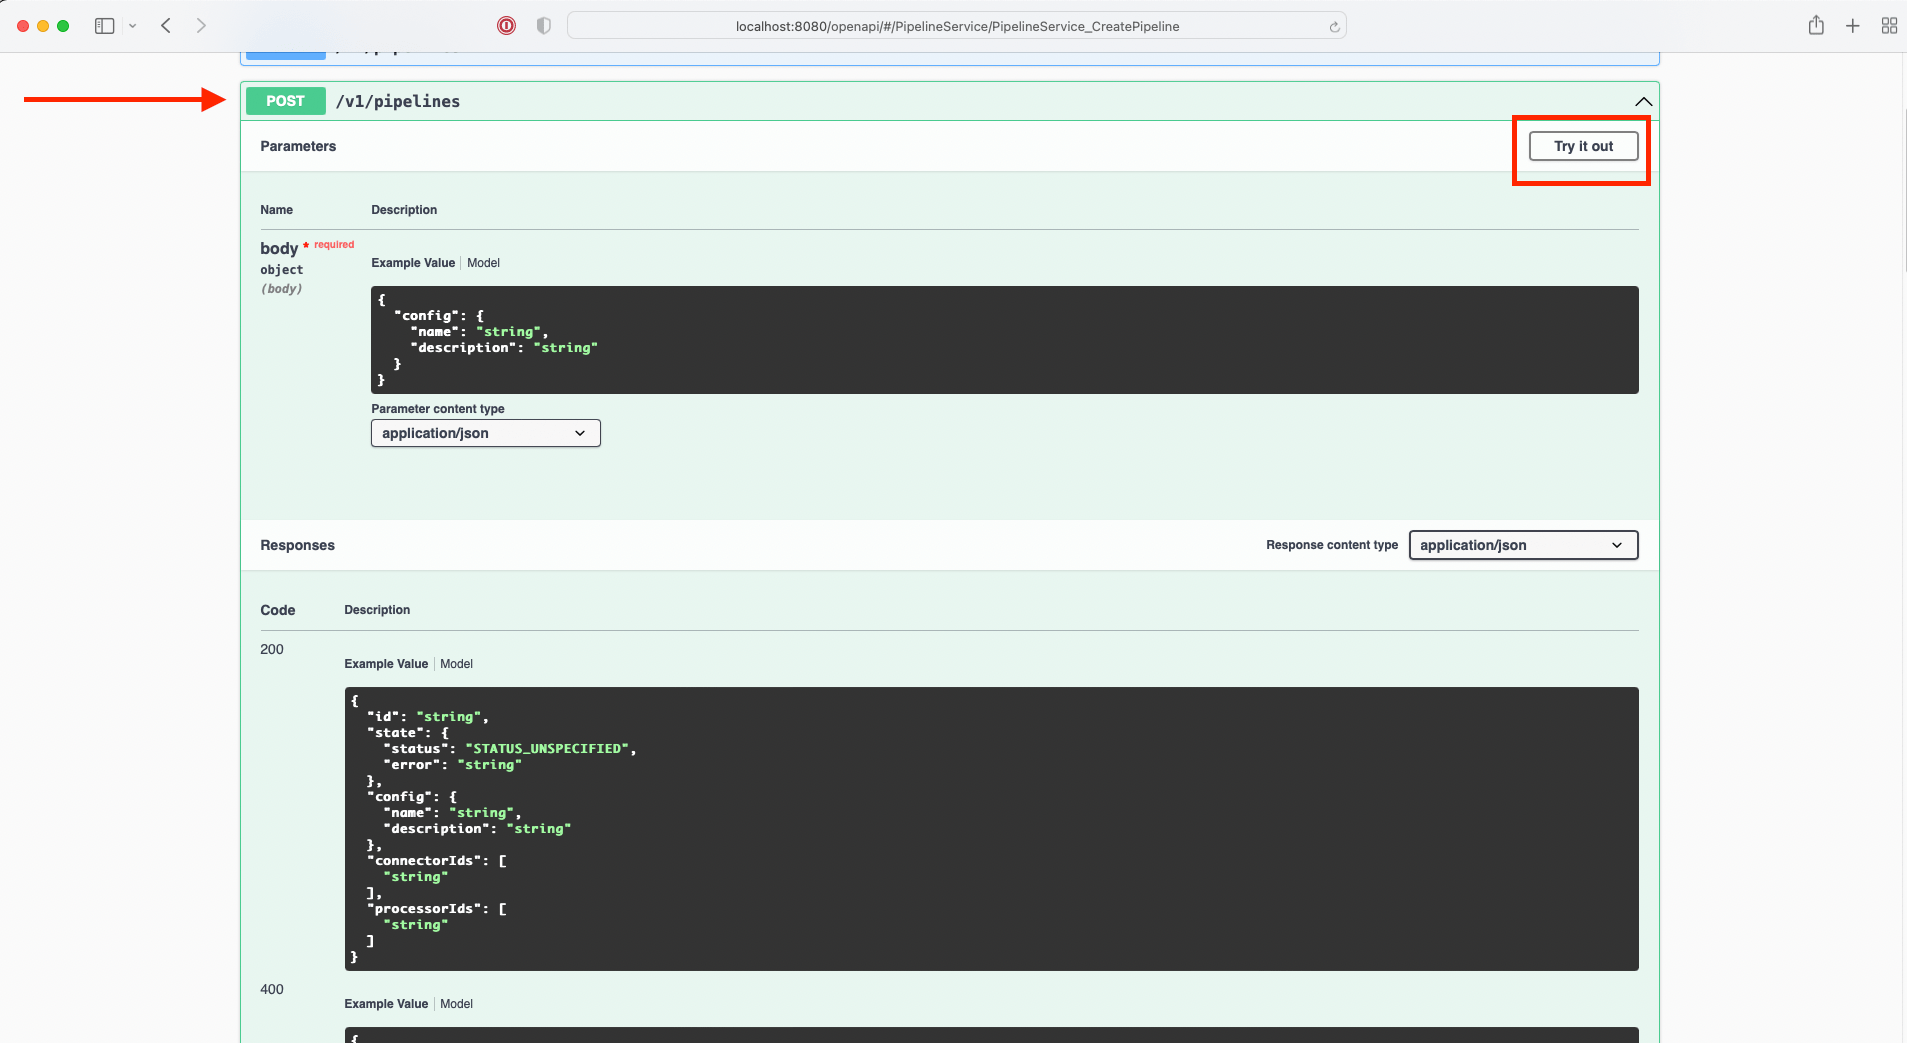 localhost:8080/openapi/#/PipelineService/PipelineService_CreatePipeline
POST /v1/pipelines
Parameters
Try it out
Name Description
body * required
object
(body)
Example Value Model
{
"config": {
"name": "string",
"description": "string"
}
}
Parameter content type
application/json
Responses
Response content type application/json
Code Description
200
Example Value Model
{
"id": "string",
"state": {
"status": "STATUS_UNSPECIFIED",
"error": "string"
},
"config": {
"name": "string",
"description": "string"
},
"connectorIds": [
"string"
],
"processorIds": [
"string"
]
}
400
Example Value Model
{